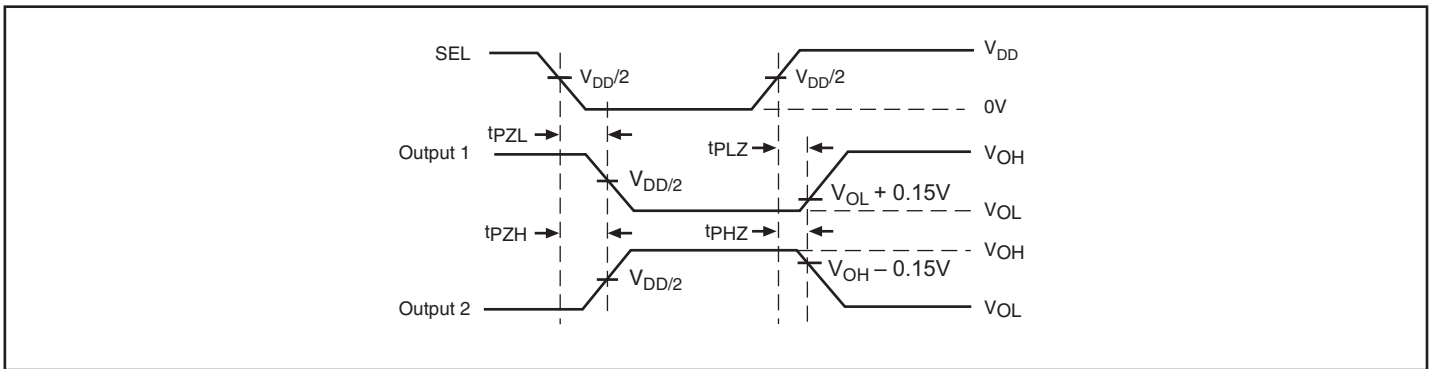 SEL
V_DD/2
V_DD/2
V_DD
0V
tPZL
tPLZ
Output 1
V_OH
V_DD/2
V_OL + 0.15V
V_OL
tPZH
tPHZ
V_OH
V_OH – 0.15V
V_DD/2
Output 2
V_OL